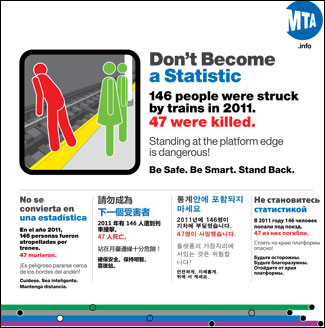 MTA
.info
Don't Become
a Statistic
146 people were struck
by trains in 2011.
47 were killed.
Standing at the platform edge
is dangerous!
Be Safe. Be Smart. Stand Back.
No se
convierta en
una estadística
En el año 2011,
146 personas fueron
atropelladas por
trenes.
47 murieron.
¡Es peligroso pararse cerca
de los bordes del andén!
Cuídese. Sea inteligente.
Mantenga distancia.
請勿成為
下一個受害者
2011 年有 146 人遭到列
車撞擊。
47 人死亡。
站在月臺邊十分危險！
確保安全。保持明智。
靠後站。
통계안에 포함되지
마세요
2011년에 146명이
기차에 부딪혔습니다.
47명이 사망했습니다.
플랫폼의 가장자리에
서있는 것은 위험합
니다!
안전하게. 지혜롭게.
뒤에 서 계세요.
Не становитесь
статистикой
В 2011 году 146 человек
попали под поезд.
47 из них погибли.
Стоять на краю платформы
опасно!
Будьте осторожны.
Будьте благоразумны.
Отойдите от края
платформы.